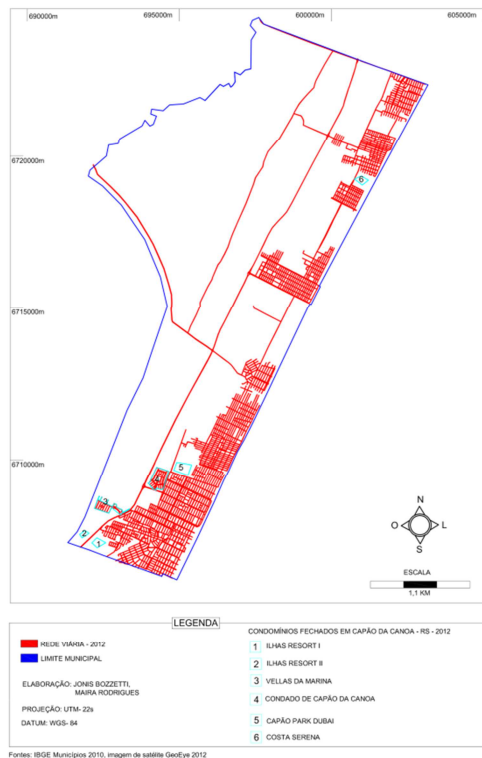 690000m 695000m 600000m 605000m
6720000m
6
6715000m
6710000m
5
4
3
2
1
N
O L
S
ESCALA
1,1 KM
LEGENDA
REDE VIÁRIA - 2012
LIMITE MUNICIPAL
ELABORAÇÃO: JONIS BOZZETTI,
MAIRA RODRIGUES
PROJEÇÃO: UTM- 22s
DATUM: WGS- 84
CONDOMÍNIOS FECHADOS EM CAPÃO DA CANOA - RS - 2012
1 ILHAS RESORT I
2 ILHAS RESORT II
3 VELLAS DA MARINA
4 CONDADO DE CAPÃO DA CANOA
5 CAPÃO PARK DUBAI
6 COSTA SERENA
Fontes: IBGE Municípios 2010, imagem de satélite GeoEye 2012